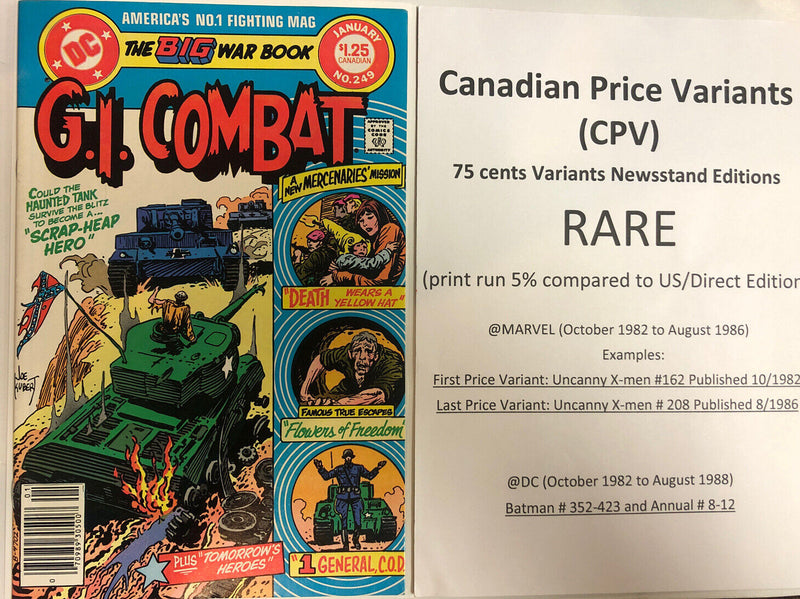 AMERICA'S NO.1 FIGHTING MAG
DC
THE BIG WAR BOOK
JANUARY
$1.25
CANADIAN
NO.249
G.I. COMBAT
APPROVED
BY THE
COMICS
CODE
AUTHORITY
COULD THE
HAUNTED TANK
SURVIVE THE BLITZ
TO BECOME A...
"SCRAP-HEAP
HERO"
A
NEW MERCENARIES' MISSION
"DEATH WEARS A
YELLOW HAT"
FAMOUS TRUE ESCAPES
"Flowers of Freedom"
JOE
KUBERT
01
0
70989 30500
PLUS "TOMORROW'S
HEROES"
"1 GENERAL, C.O.D.
Canadian Price Variants
(CPV)
75 cents Variants Newsstand Editions
RARE
(print run 5% compared to US/Direct Edition
@MARVEL (October 1982 to August 1986)
Examples:
First Price Variant: Uncanny X-men #162 Published 10/1982
Last Price Variant: Uncanny X-men # 208 Published 8/1986
@DC (October 1982 to August 1988)
Batman # 352-423 and Annual # 8-12